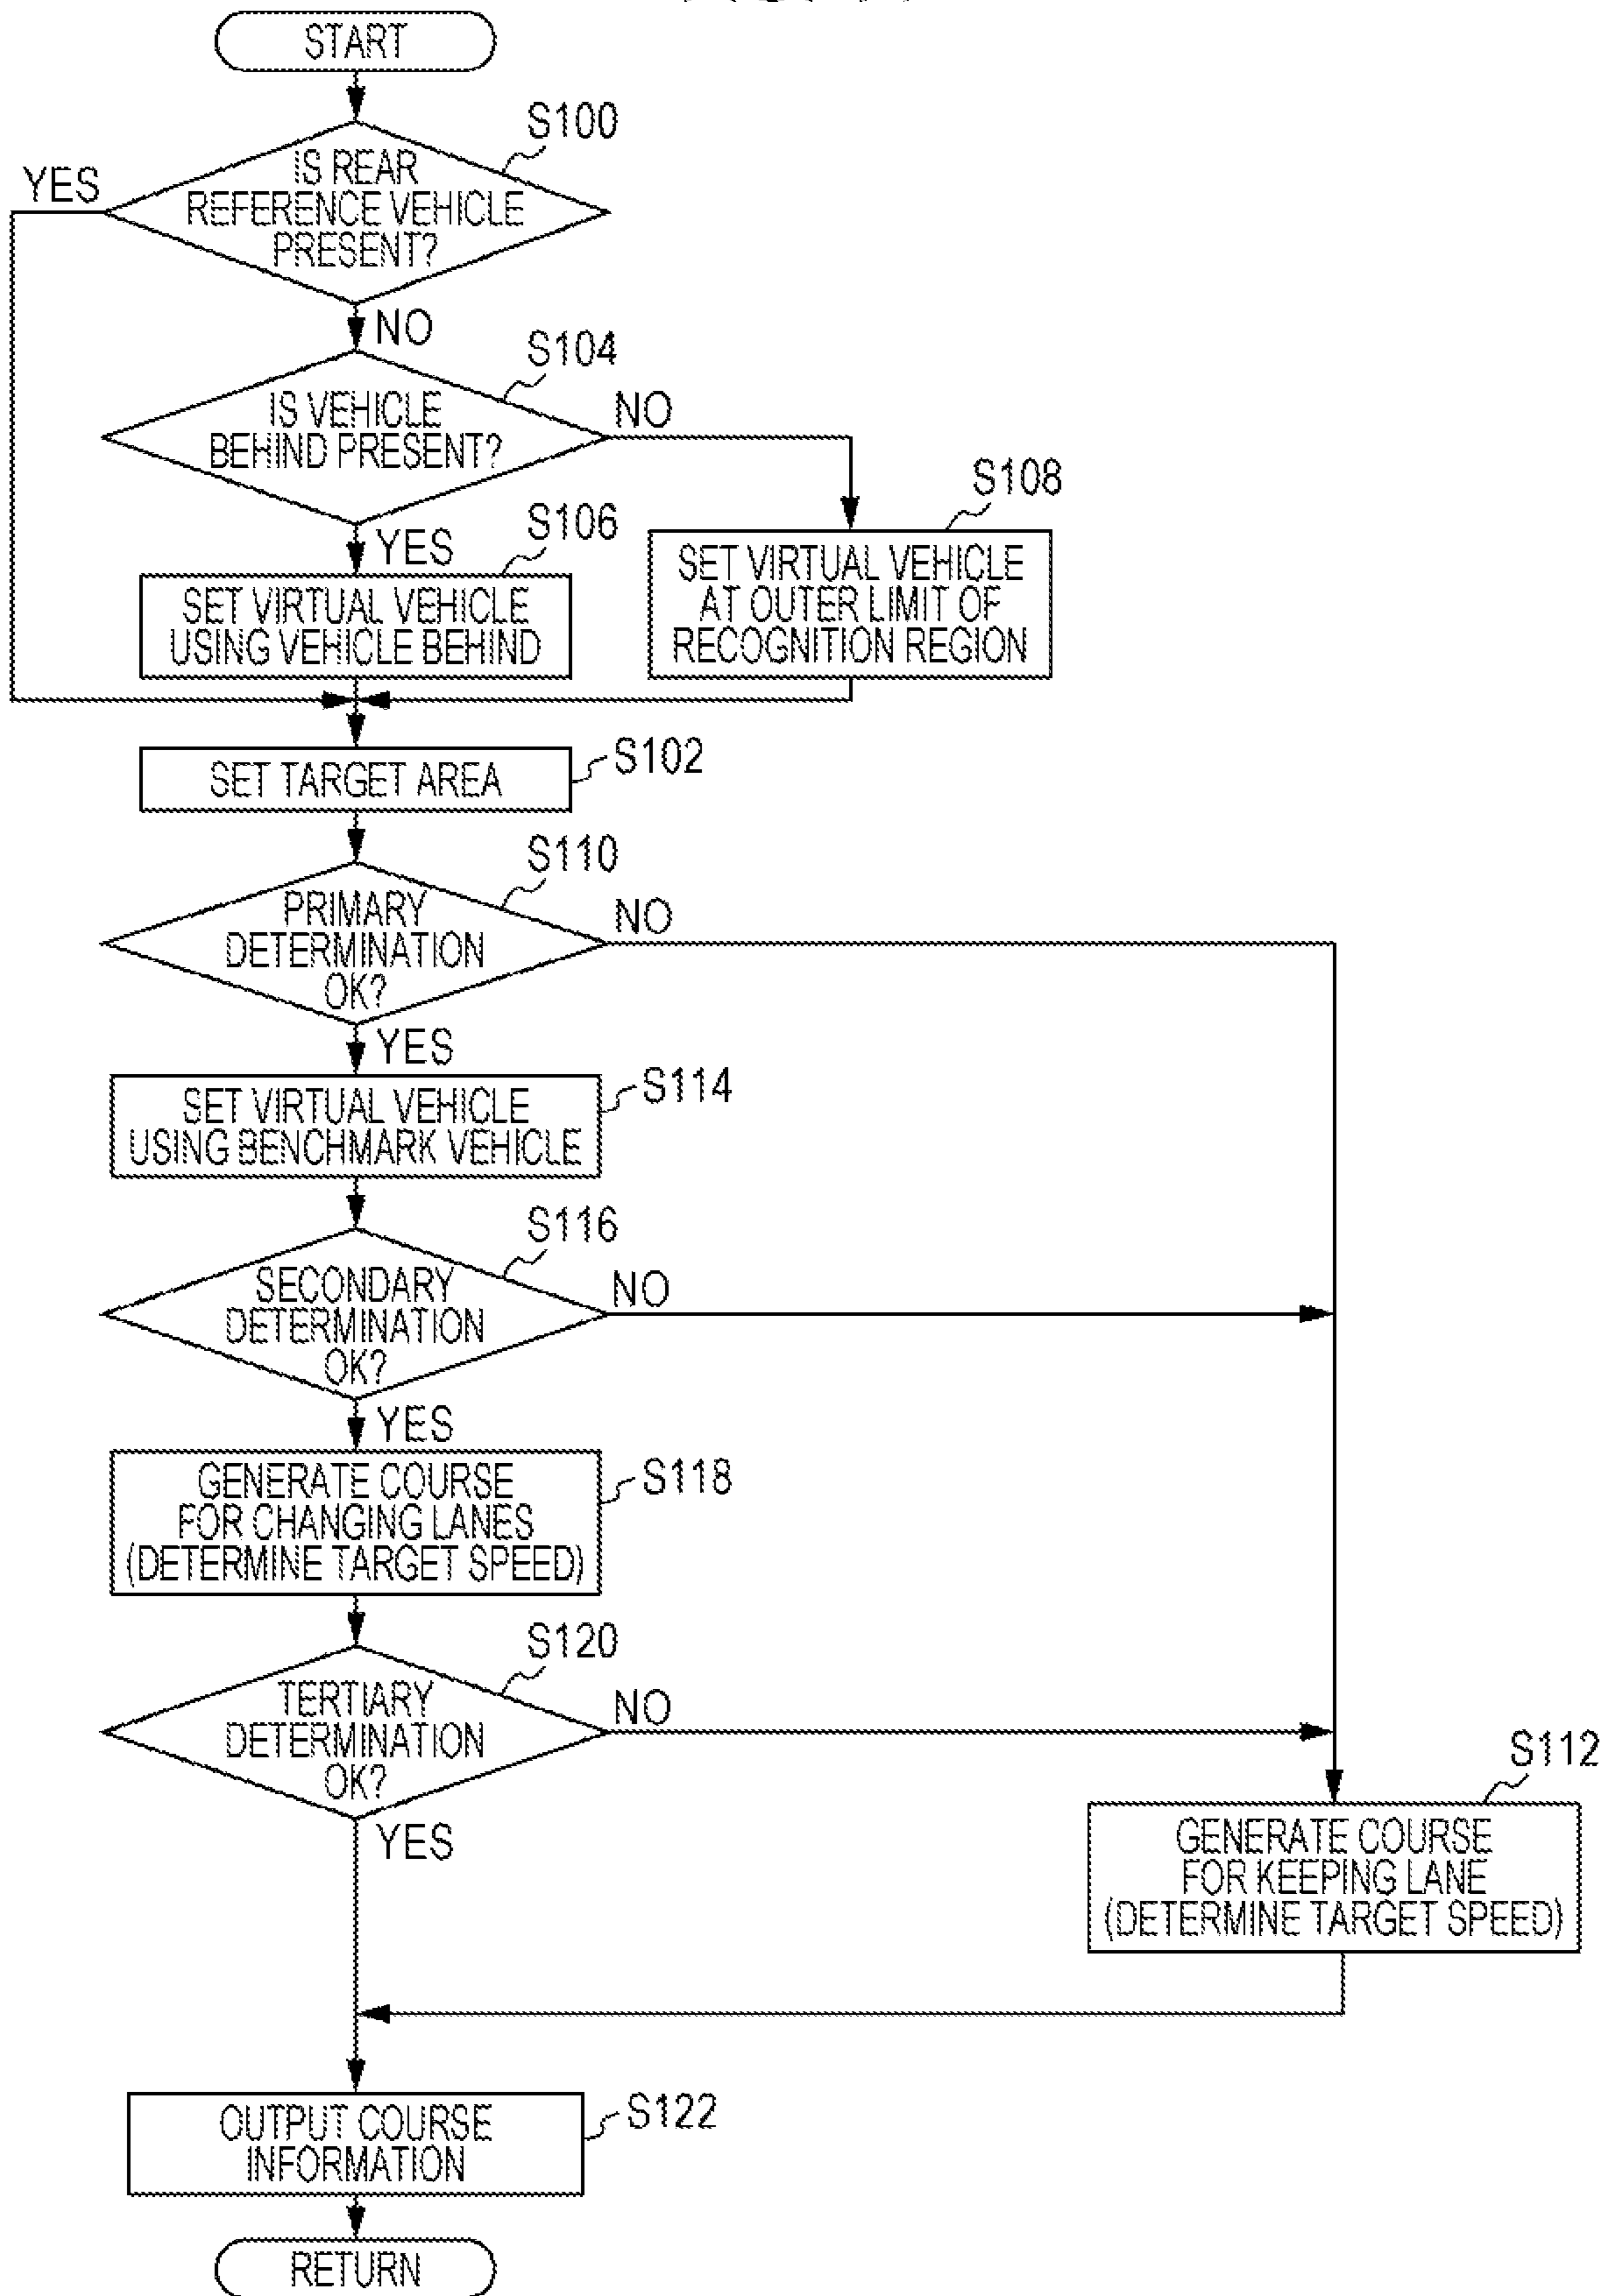 START
S100
IS REAR
REFERENCE VEHICLE
PRESENT?
YES
NO
S104
IS VEHICLE
BEHIND PRESENT?
NO
YES
S106
SET VIRTUAL VEHICLE
USING VEHICLE BEHIND
S108
SET VIRTUAL VEHICLE
AT OUTER LIMIT OF
RECOGNITION REGION
SET TARGET AREA
S102
S110
PRIMARY
DETERMINATION
OK?
NO
YES
SET VIRTUAL VEHICLE
USING BENCHMARK VEHICLE
S114
S116
SECONDARY
DETERMINATION
OK?
NO
YES
GENERATE COURSE
FOR CHANGING LANES
(DETERMINE TARGET SPEED)
S118
S120
TERTIARY
DETERMINATION
OK?
NO
YES
S112
GENERATE COURSE
FOR KEEPING LANE
(DETERMINE TARGET SPEED)
OUTPUT COURSE
INFORMATION
S122
RETURN